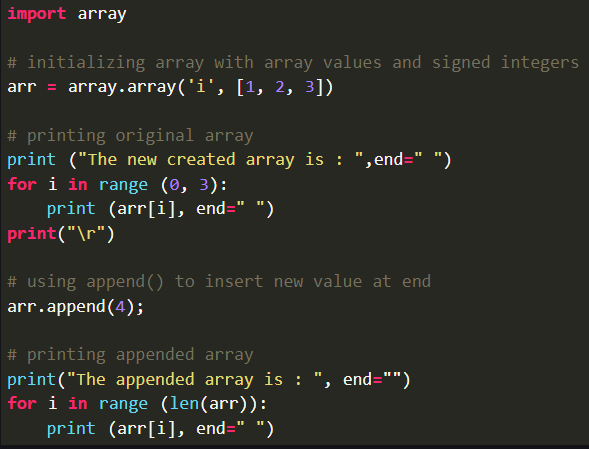 import array
# initializing array with array values and signed integers
arr = array.array('i', [1, 2, 3])
# printing original array
print ("The new created array is : ",end=" ")
for i in range (0, 3):
    print (arr[i], end=" ")
print("\r")
# using append() to insert new value at end
arr.append(4);
# printing appended array
print("The appended array is : ", end="")
for i in range (len(arr)):
    print (arr[i], end=" ")